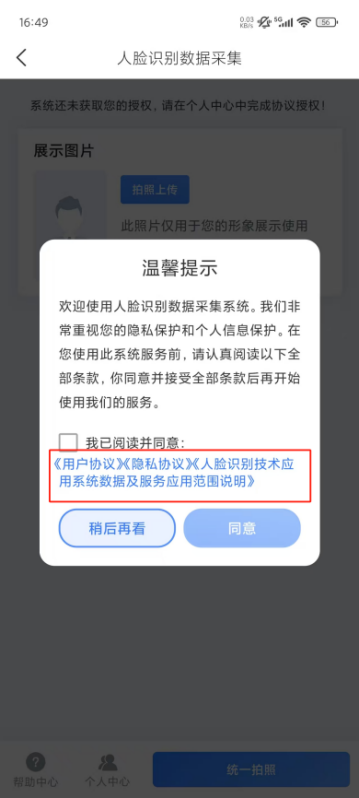 16:49
0.03
KB/s
5G
56
人脸识别数据采集
系统还未获取您的授权，请在个人中心中完成协议授权！
展示图片
拍照上传
此照片仅用于您的形象展示使用
温馨提示
欢迎使用人脸识别数据采集系统。我们非
常重视您的隐私保护和个人信息保护。在
您使用此系统服务前，请认真阅读以下全
部条款，你同意并接受全部条款后再开始
使用我们的服务。
我已阅读并同意：
《用户协议》《隐私协议》《人脸识别技术应
用系统数据及服务应用范围说明》
稍后再看
同意
帮助中心
个人中心
统一拍照